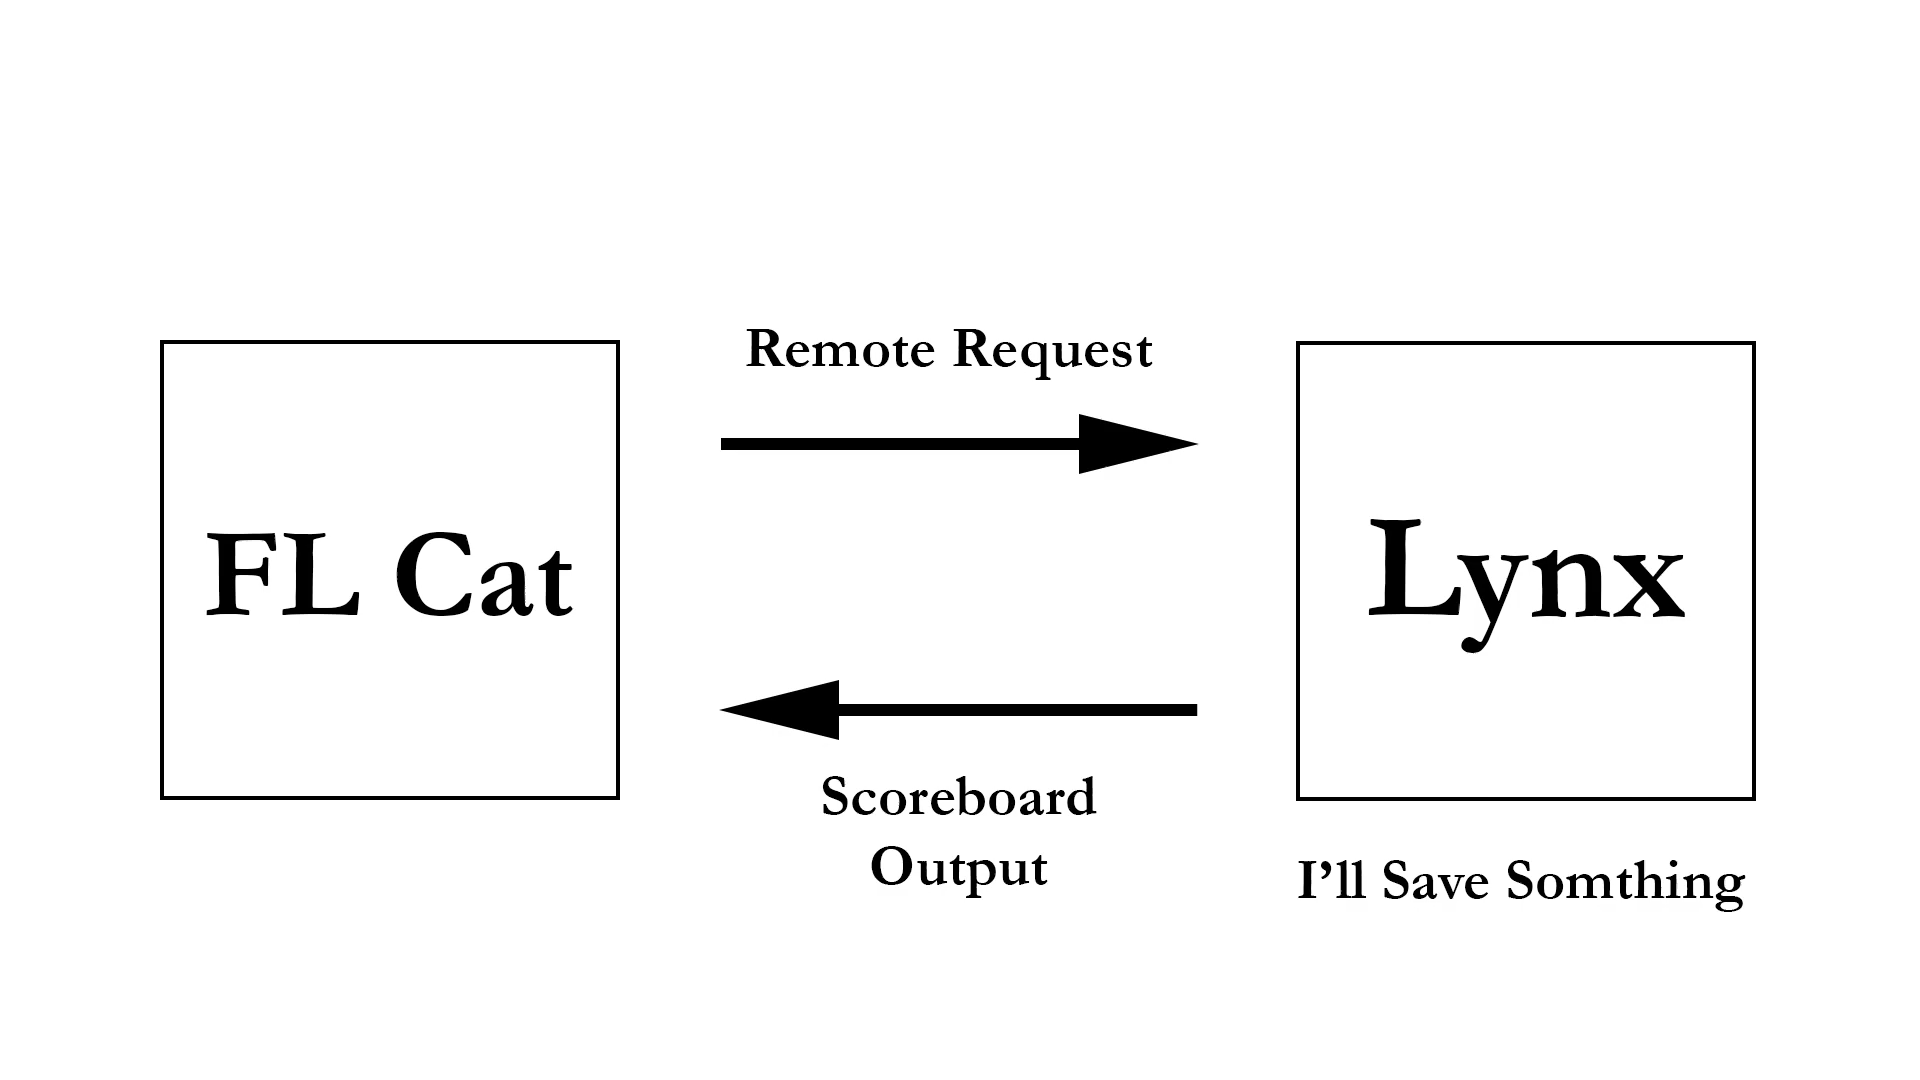 Remote Request
FL Cat
Lynx
Scoreboard
Output
I’ll Save Somthing